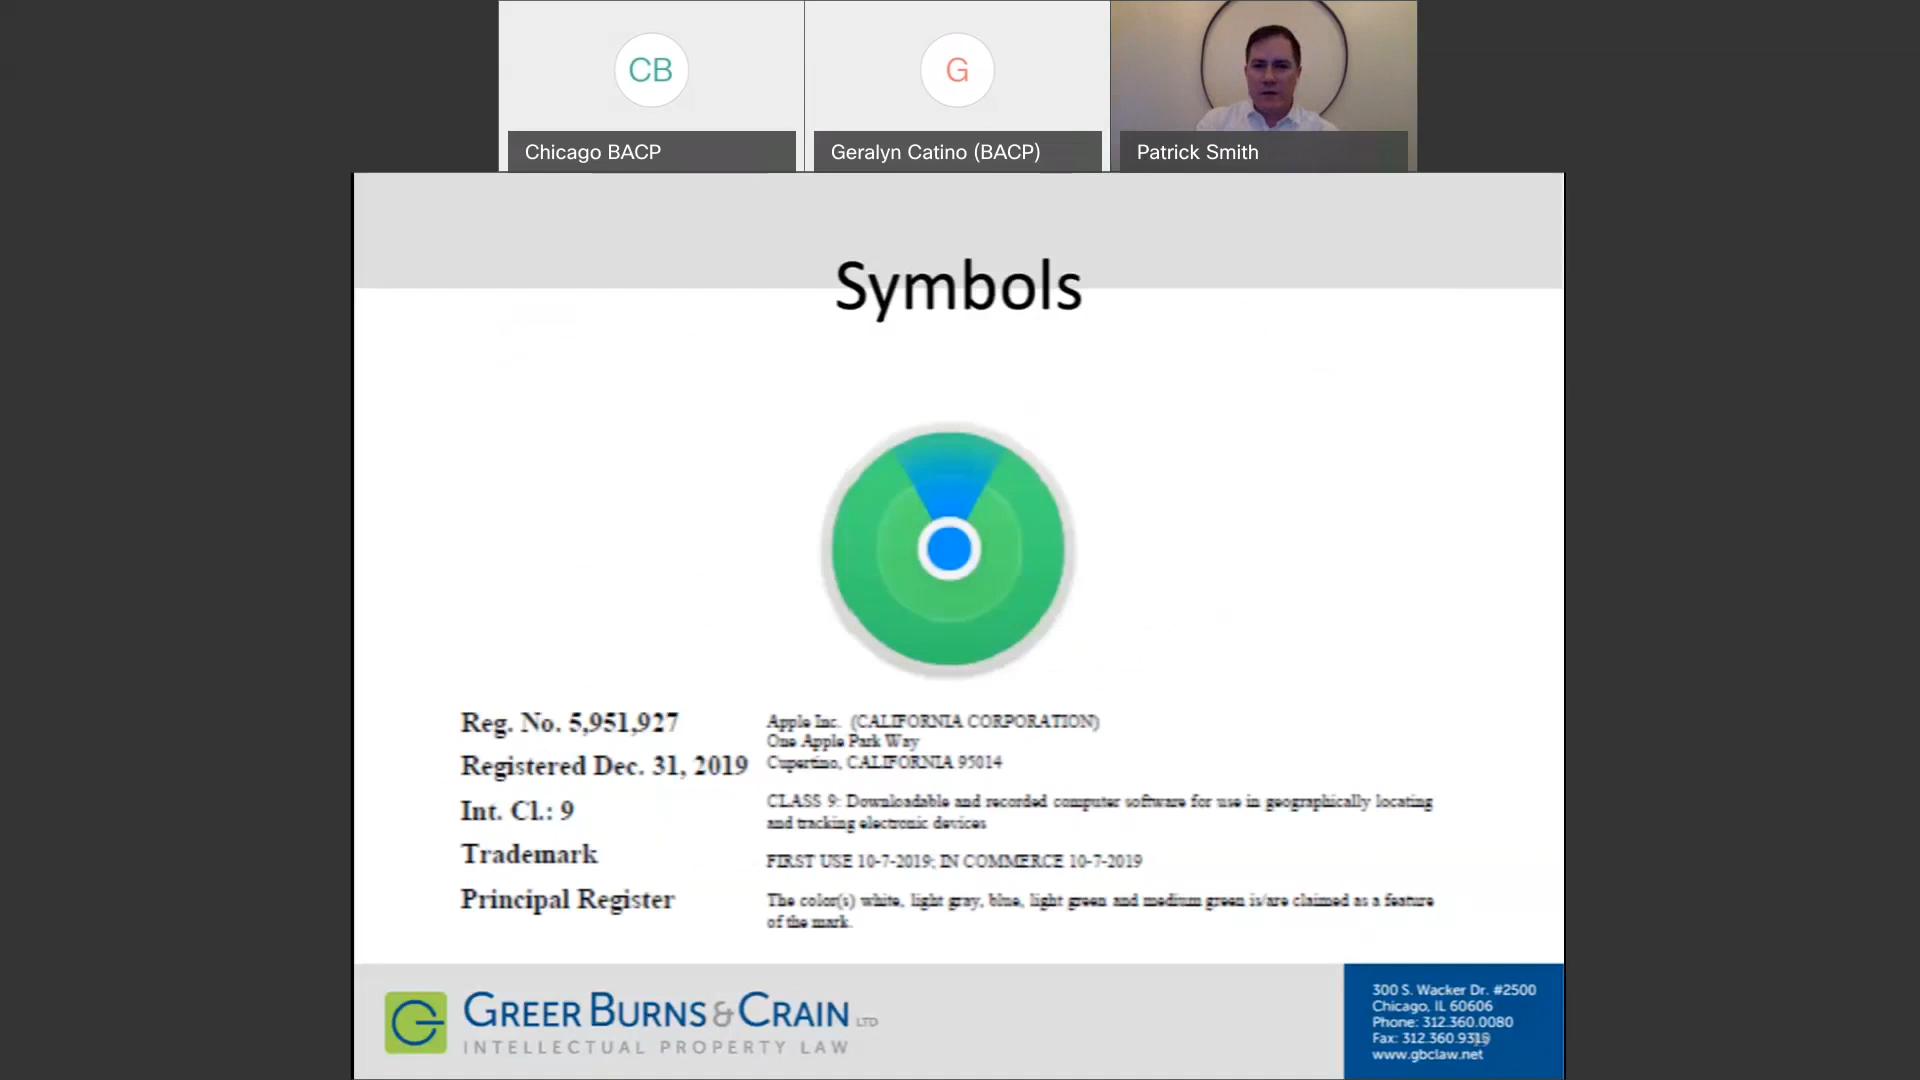 CB
G
Chicago BACP
Geralyn Catino (BACP)
Patrick Smith
Symbols
Reg. No. 5,951,927
Registered Dec. 31, 2019
Int. Cl.: 9
Trademark
Principal Register
Apple Inc. (CALIFORNIA CORPORATION)
One Apple Park Way
Cupertino, CALIFORNIA 95014
CLASS 9: Downloadable and recorded computer software for use in geographically locating
and tracking electronic devices
FIRST USE 10-7-2019; IN COMMERCE 10-7-2019
The color(s) white, light gray, blue, light green and medium green is/are claimed as a feature
of the mark.
G
GREER BURNS & CRAIN LTD
INTELLECTUAL PROPERTY LAW
300 S. Wacker Dr. #2500
Chicago, IL 60606
Phone: 312.360.0080
Fax:
www.gbclaw.net